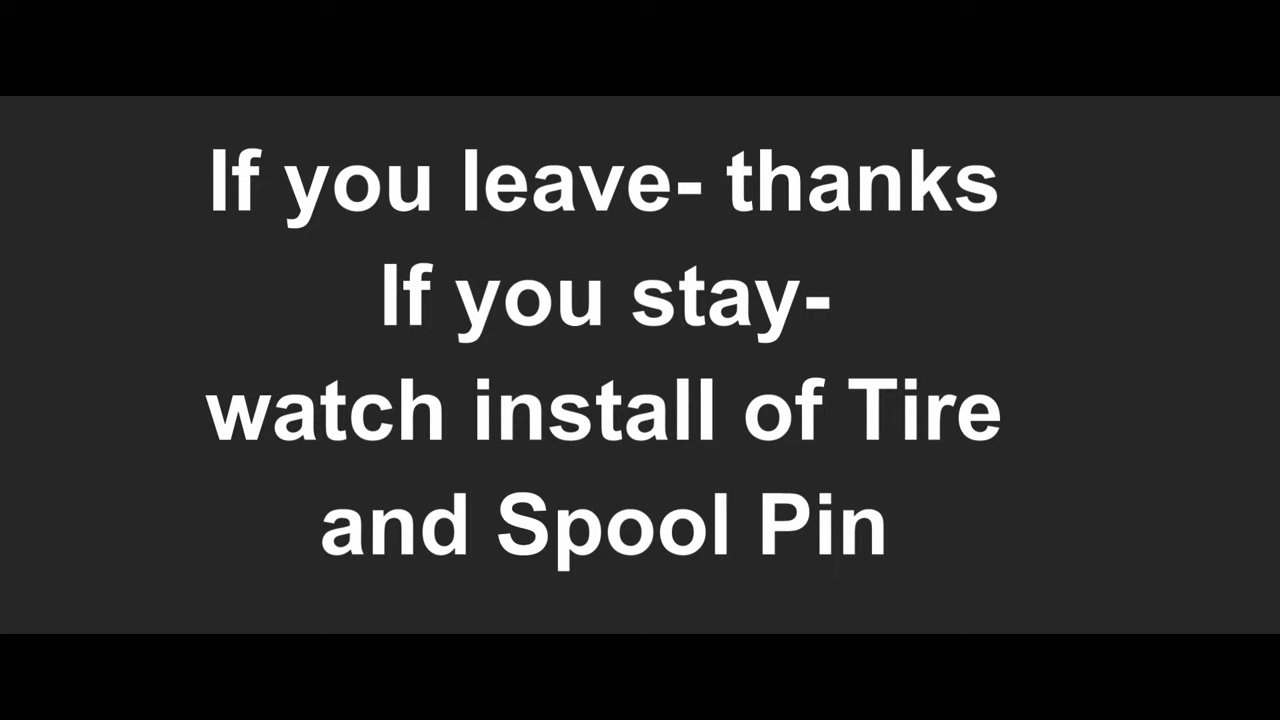 If you leave- thanks
If you stay-
watch install of Tire
and Spool Pin